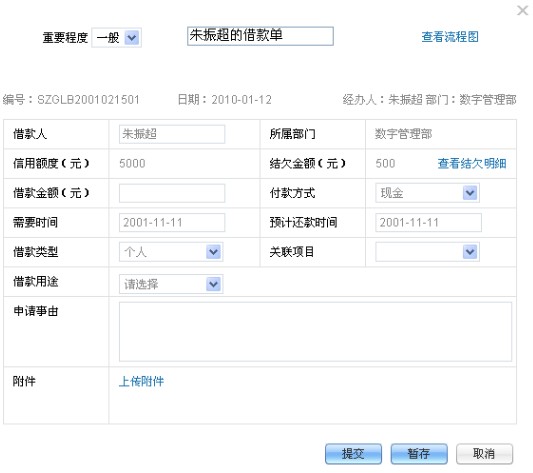 重要程度 一般 朱振超的借款单 查看流程图
编号：SZGLB2001021501 日期：2010-01-12 经办人：朱振超 部门：数字管理部
借款人 朱振超 所属部门 数字管理部
信用额度（元） 5000 结欠金额（元） 500 查看结欠明细
借款金额（元） 付款方式 现金
需要时间 2001-11-11 预计还款时间 2001-11-11
借款类型 个人 关联项目
借款用途 请选择
申请事由
附件 上传附件
提交 暂存 取消